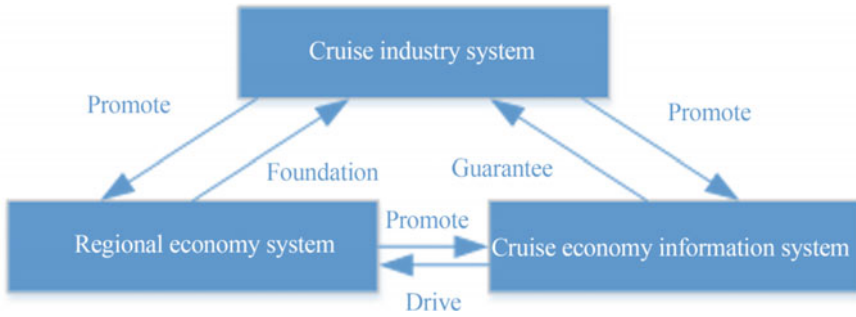 Cruise industry system
Promote
Promote
Foundation
Guarantee
Regional economy system
Promote
Cruise economy information system
Drive